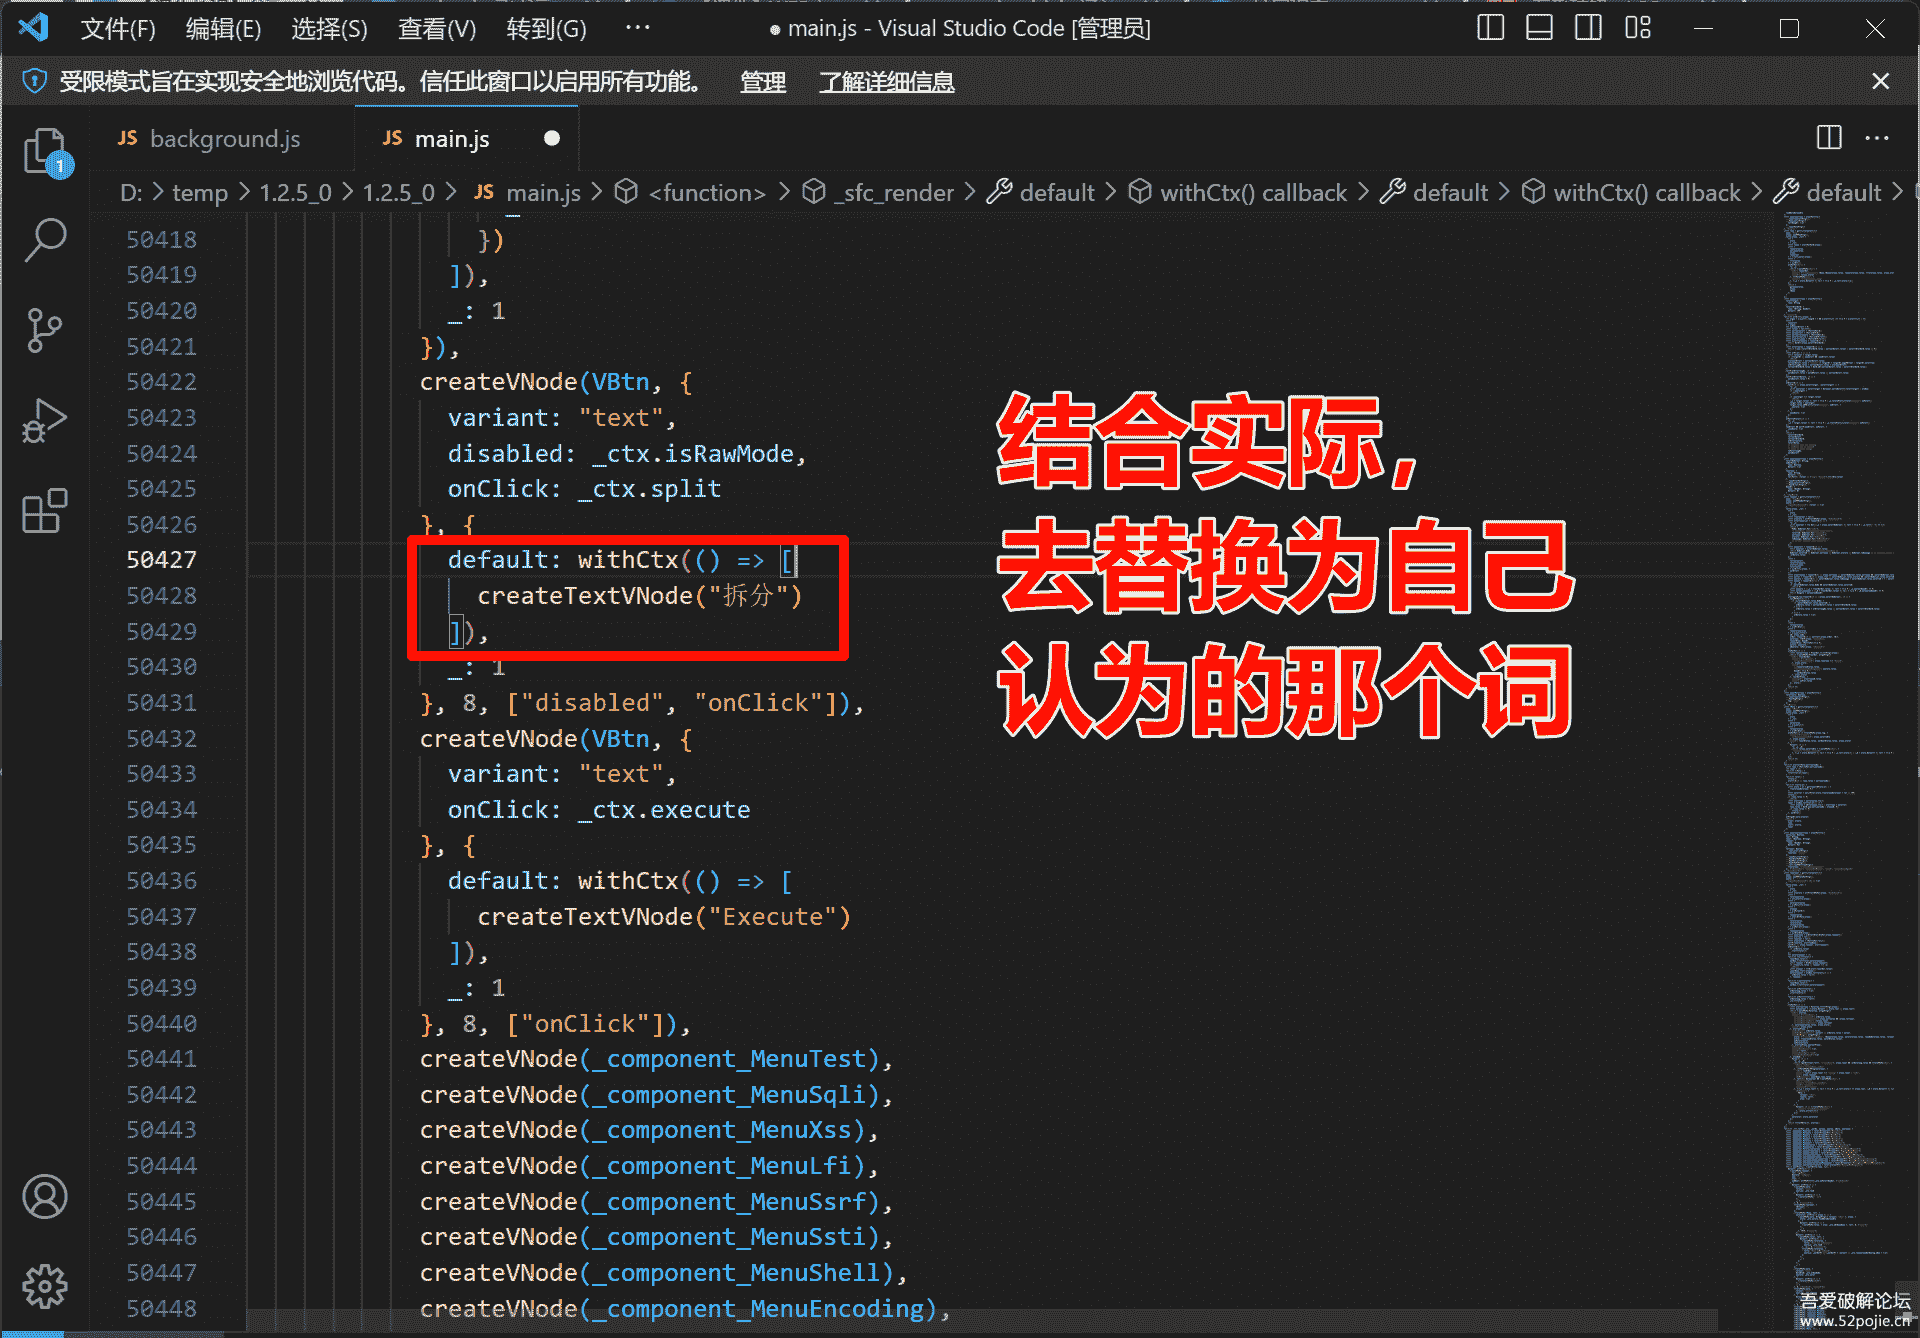 文件(F) 编辑(E) 选择(S) 查看(V) 转到(G) ··· ● main.js - Visual Studio Code [管理员]
受限模式旨在实现安全地浏览代码。信任此窗口以启用所有功能。 管理 了解详细信息
JS background.js JS main.js
1
D: > temp > 1.2.5_0 > 1.2.5_0 > JS main.js > <function> > _sfc_render > default > withCtx() callback > default > withCtx() callback > default >
50418 })
50419 ]),
50420 _: 1
50421 }),
50422 createVNode(VBtn, {
50423 variant: "text",
50424 disabled: _ctx.isRawMode,
50425 onClick: _ctx.split
50426 }, {
50427 default: withCtx(() => [
50428 createTextVNode("拆分")
50429 ]),
50430 _: 1
50431 }, 8, ["disabled", "onClick"]),
50432 createVNode(VBtn, {
50433 variant: "text",
50434 onClick: _ctx.execute
50435 }, {
50436 default: withCtx(() => [
50437 createTextVNode("Execute")
50438 ]),
50439 _: 1
50440 }, 8, ["onClick"]),
50441 createVNode(_component_MenuTest),
50442 createVNode(_component_MenuSqli),
50443 createVNode(_component_MenuXss),
50444 createVNode(_component_MenuLfi),
50445 createVNode(_component_MenuSsrf),
50446 createVNode(_component_MenuSsti),
50447 createVNode(_component_MenuShell),
50448 createVNode(_component_MenuEncoding),
结合实际，
去替换为自己
认为的那个词
吾爱破解论坛
www.52pojie.cn